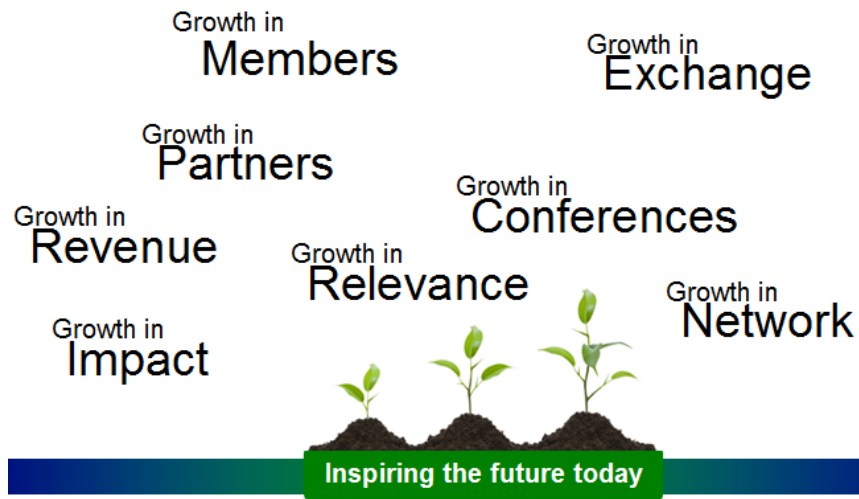 Growth in
Members
Growth in
Exchange
Growth in
Partners
Growth in
Conferences
Growth in
Revenue
Growth in
Relevance
Growth in
Network
Growth in
Impact
Inspiring the future today